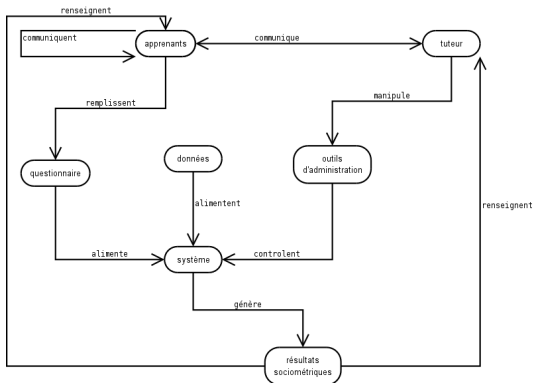 renseignent
communiquent
apprenants
communique
tuteur
manipule
remplissent
données
outils
d'administration
questionnaire
alimentent
renseignent
alimente
système
controlent
génère
résultats
sociométriques